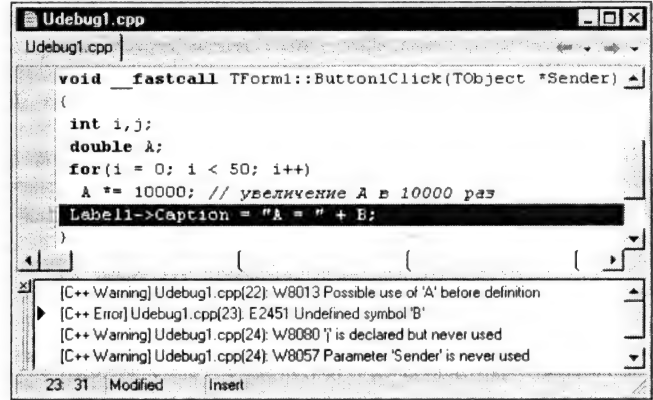 Udebug1.cpp
Udebug1.cpp
void __fastcall TForm1::Button1Click(TObject *Sender)
{
int i,j;
double A;
for(i = 0; i < 50; i++)
A *= 10000; // увеличение A в 10000 раз
Label1->Caption = "A = " + B;
}
[C++ Warning] Udebug1.cpp(22): W8013 Possible use of 'A' before definition
[C++ Error] Udebug1.cpp(23): E2451 Undefined symbol 'B'
[C++ Warning] Udebug1.cpp(24): W8080 'j' is declared but never used
[C++ Warning] Udebug1.cpp(24): W8057 Parameter 'Sender' is never used
23: 31 Modified Insert